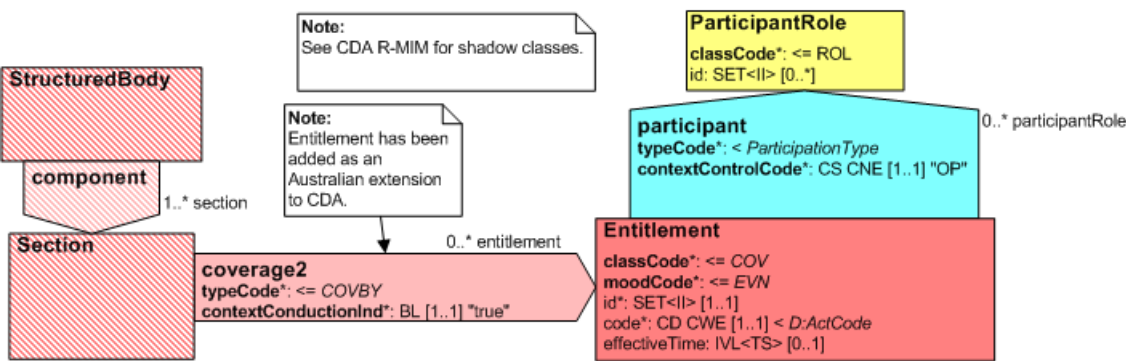 Note:
See CDA R-MIM for shadow classes.
ParticipantRole
classCode*: <= ROL
id: SET<II> [0..*]
StructuredBody
component
1..* section
Note:
Entitlement has been
added as an
Australian extension
to CDA.
participant
typeCode*: < ParticipationType
contextControlCode*: CS CNE [1..1] "OP"
0..* participantRole
Section
coverage2
typeCode*: <= COVBY
contextConductionInd*: BL [1..1] "true"
0..* entitlement
Entitlement
classCode*: <= COV
moodCode*: <= EVN
id*: SET<II> [1..1]
code*: CD CWE [1..1] < D:ActCode
effectiveTime: IVL<TS> [0..1]